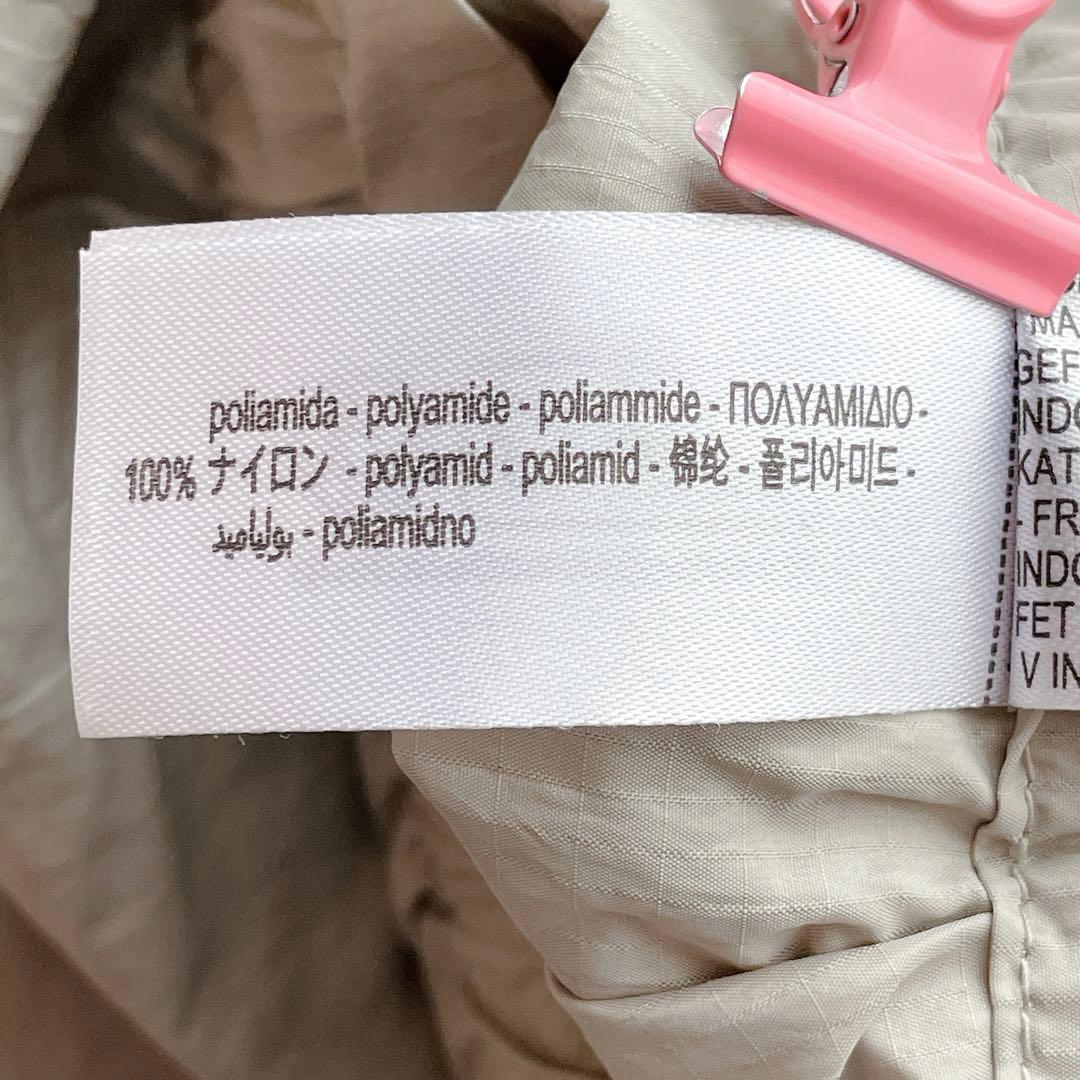 poliamida - polyamide - poliammide - ΠΟΛΥΑΜΙΔΙΟ -
100% ナイロン - polyamid - poliamid - 锦纶 - 폴리아미드 -
بولياميد - poliamidno
MA
GEF
INDO
KAT
- FR
INDO
FET
V IN